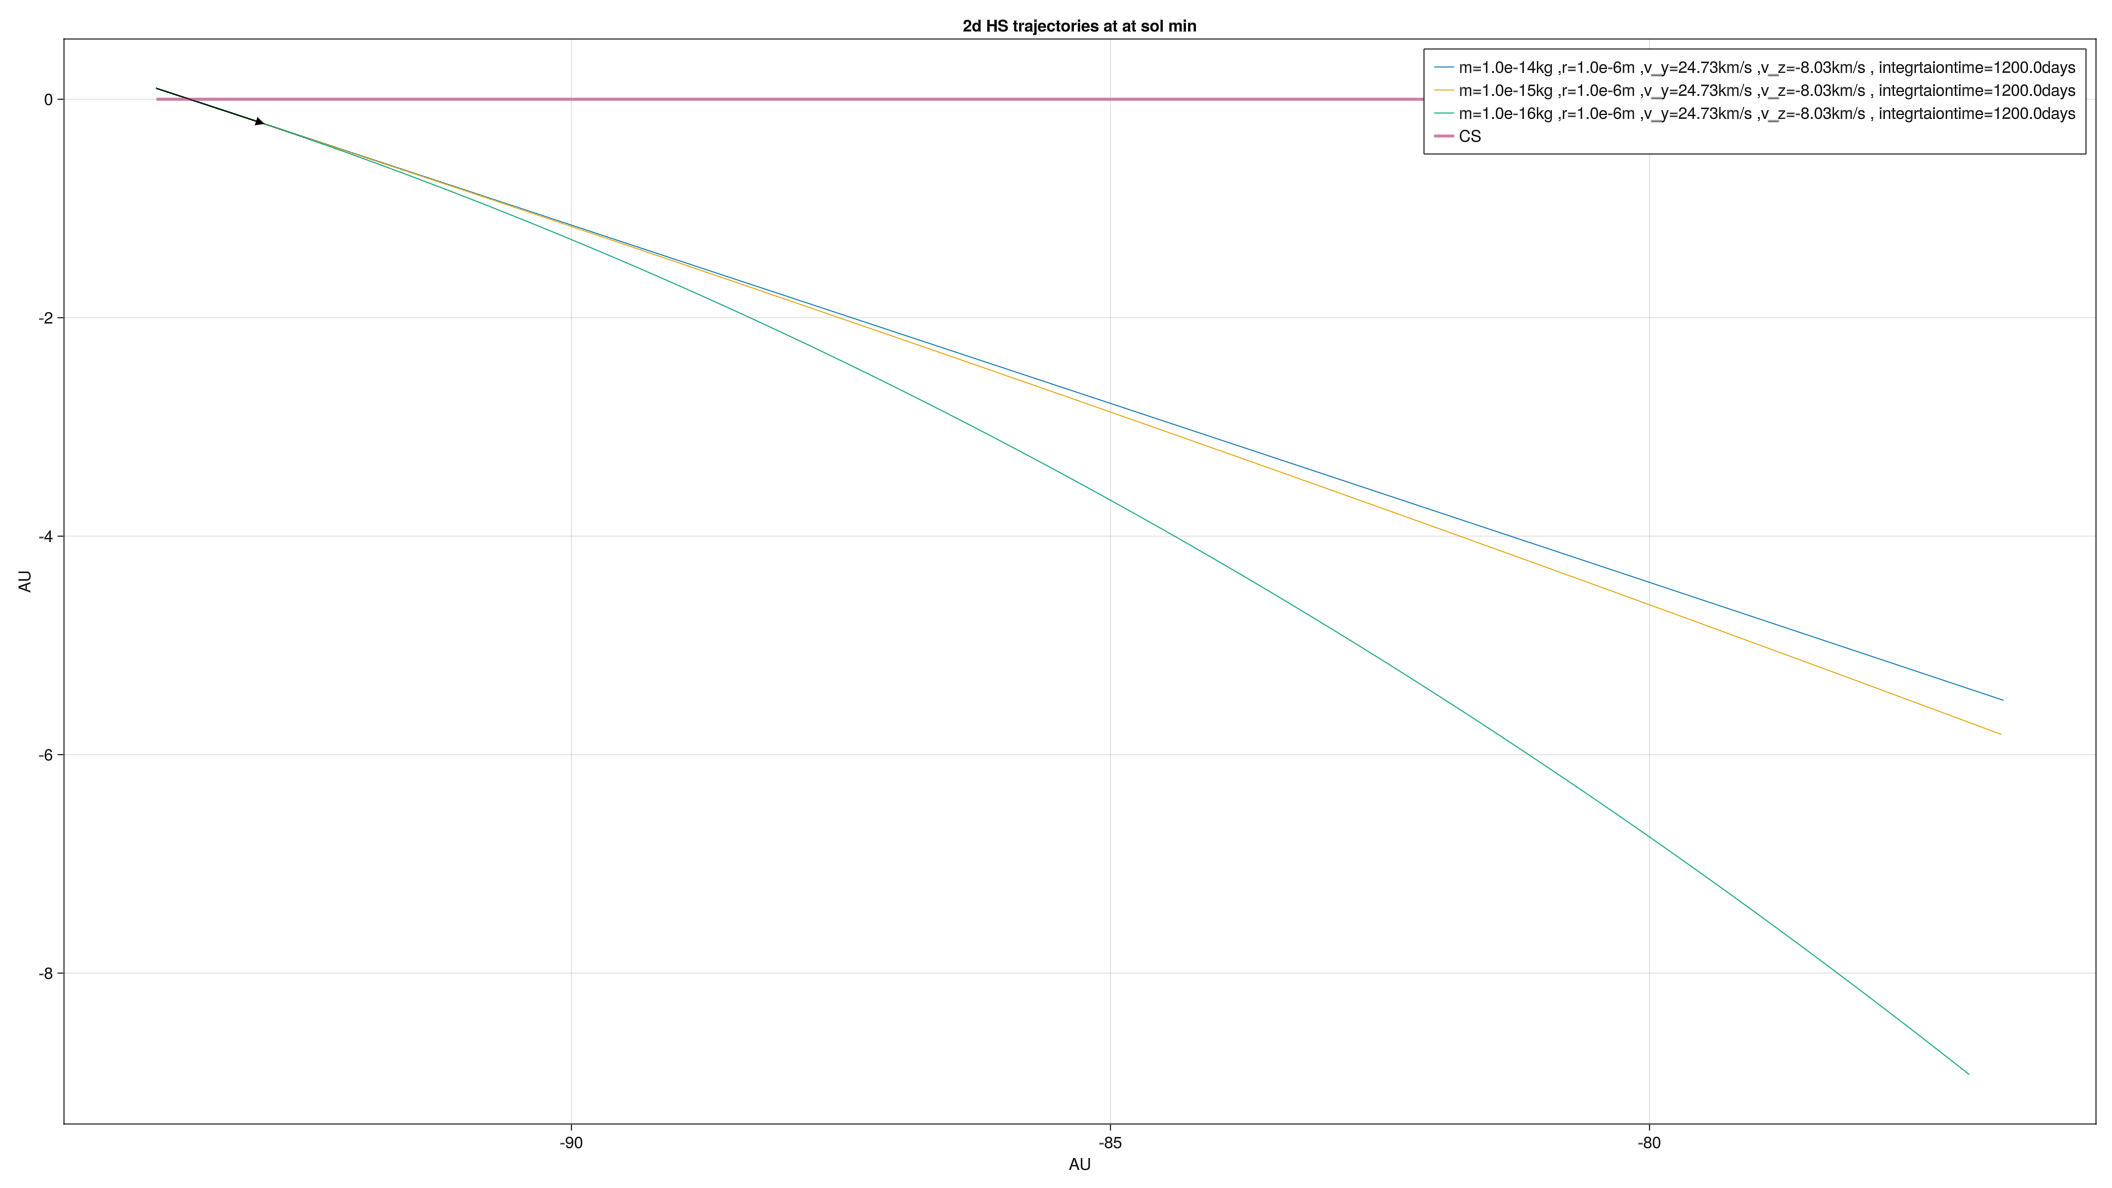 2d HS trajectories at at sol min
m=1.0e-14kg ,r=1.0e-6m ,v_y=24.73km/s ,v_z=-8.03km/s , integrtaiontime=1200.0days
m=1.0e-15kg ,r=1.0e-6m ,v_y=24.73km/s ,v_z=-8.03km/s , integrtaiontime=1200.0days
m=1.0e-16kg ,r=1.0e-6m ,v_y=24.73km/s ,v_z=-8.03km/s , integrtaiontime=1200.0days
CS
0
-2
-4
-6
-8
AU
-90
-85
-80
AU